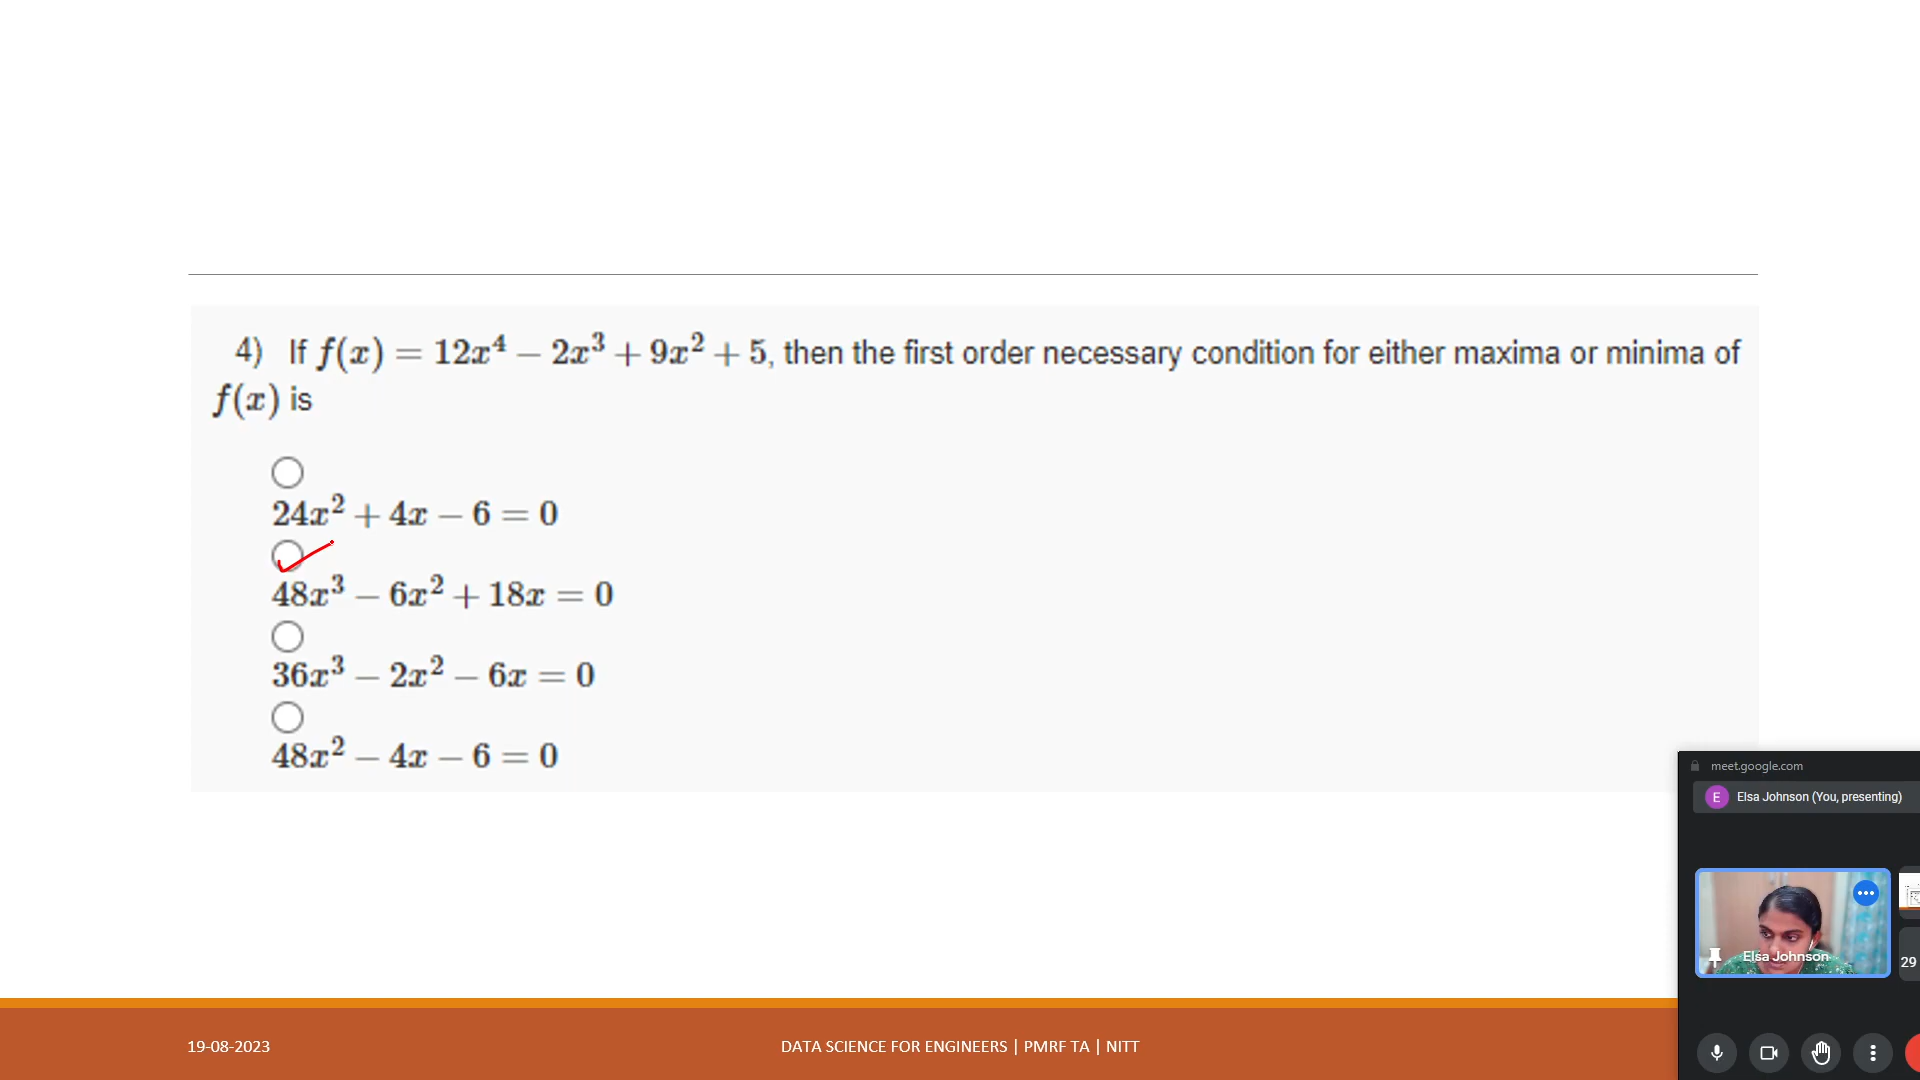 4) If f(x) = 12x⁴ − 2x³ + 9x² + 5, then the first order necessary condition for either maxima or minima of
f(x) is
24x² + 4x − 6 = 0
48x³ − 6x² + 18x = 0
36x³ − 2x² − 6x = 0
48x² − 4x − 6 = 0
meet.google.com
E Elsa Johnson (You, presenting)
Elsa Johnson
29
19-08-2023
DATA SCIENCE FOR ENGINEERS | PMRF TA | NITT